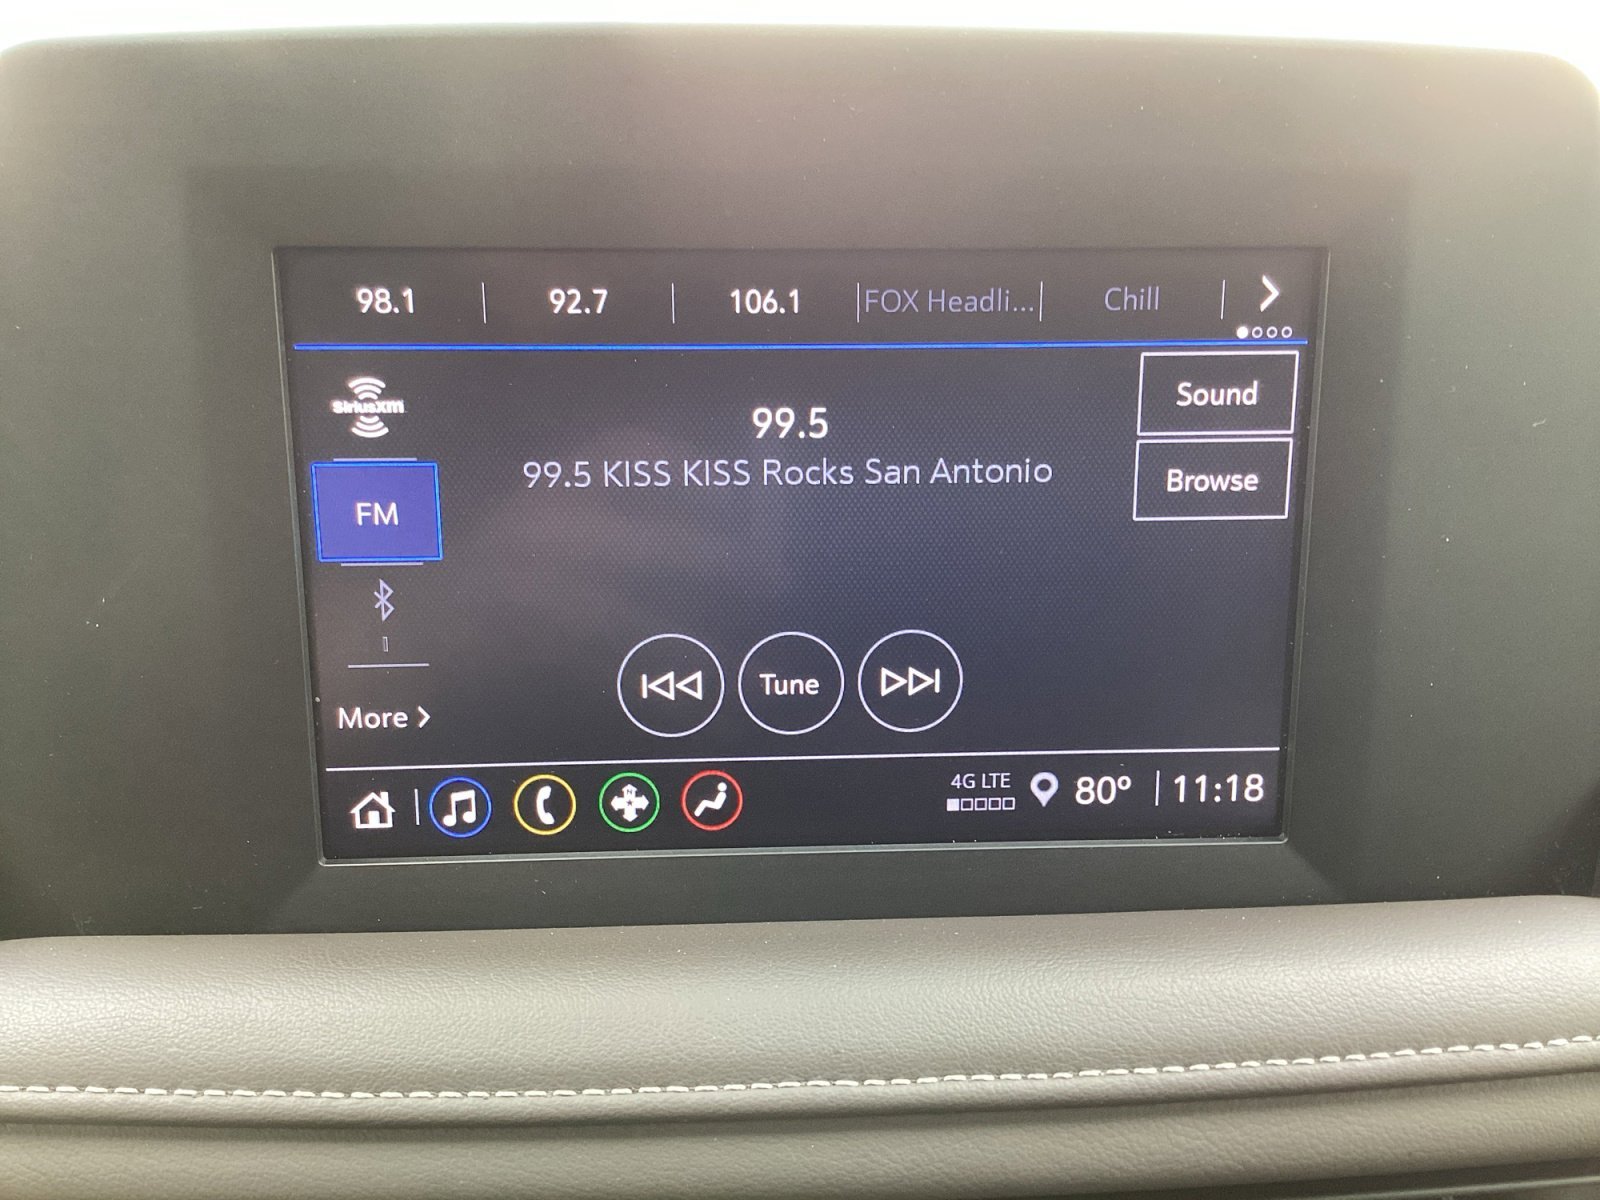 98.1 92.7 106.1 FOX Headli... Chill
SiriusXM
Sound
99.5
99.5 KISS KISS Rocks San Antonio
Browse
FM
Tune
More
4G LTE
80° 11:18